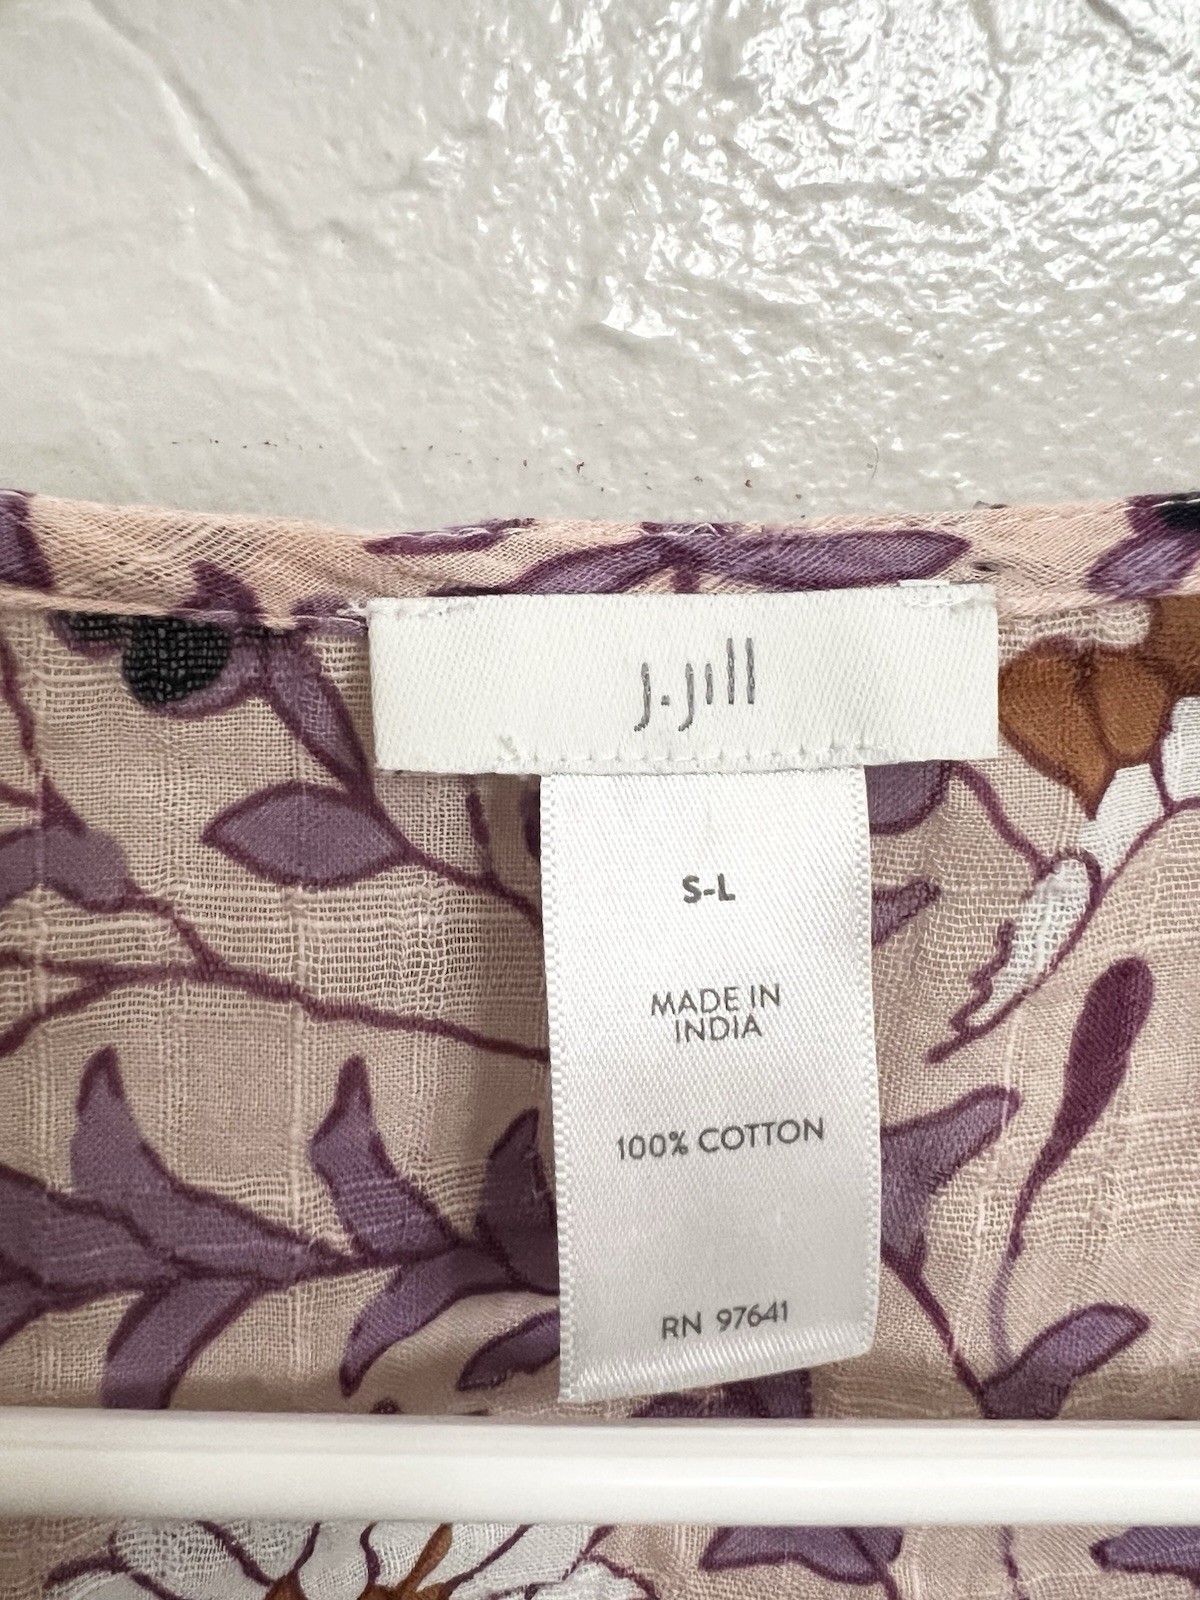 J.Jill
S-L
MADE IN
INDIA
100% COTTON
RN 97641